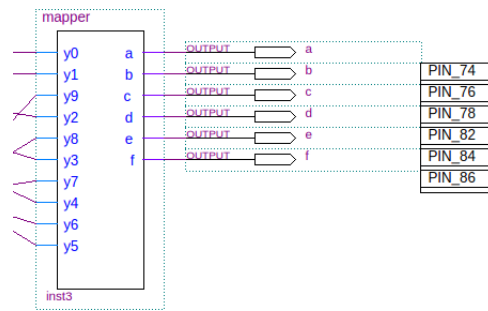 mapper
y0 a OUTPUT a
y1 b OUTPUT b PIN_74
y9 c OUTPUT c PIN_76
y2 d OUTPUT d PIN_78
y8 e OUTPUT e PIN_82
y3 f OUTPUT f PIN_84
y7 PIN_86
y4
y6
y5
inst3